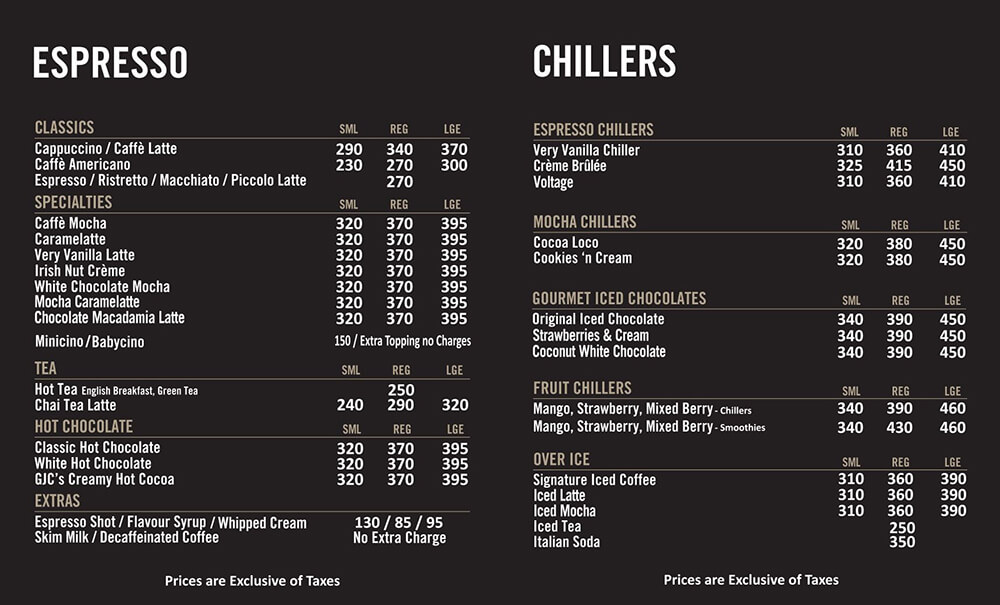 ESPRESSO
CLASSICS SML REG LGE
Cappuccino / Caffè Latte 290 340 370
Caffè Americano 230 270 300
Espresso / Ristretto / Macchiato / Piccolo Latte 270
SPECIALTIES SML REG LGE
Caffè Mocha 320 370 395
Caramelatte 320 370 395
Very Vanilla Latte 320 370 395
Irish Nut Crème 320 370 395
White Chocolate Mocha 320 370 395
Mocha Caramelatte 320 370 395
Chocolate Macadamia Latte 320 370 395
Minicino/Babycino 150 / Extra Topping no Charges
TEA SML REG LGE
Hot Tea English Breakfast, Green Tea 250
Chai Tea Latte 240 290 320
HOT CHOCOLATE SML REG LGE
Classic Hot Chocolate 320 370 395
White Hot Chocolate 320 370 395
GJC's Creamy Hot Cocoa 320 370 395
EXTRAS
Espresso Shot / Flavour Syrup / Whipped Cream 130 / 85 / 95
Skim Milk / Decaffeinated Coffee No Extra Charge
Prices are Exclusive of Taxes
CHILLERS
ESPRESSO CHILLERS SML REG LGE
Very Vanilla Chiller 310 360 410
Crème Brûlée 325 415 450
Voltage 310 360 410
MOCHA CHILLERS SML REG LGE
Cocoa Loco 320 380 450
Cookies 'n Cream 320 380 450
GOURMET ICED CHOCOLATES SML REG LGE
Original Iced Chocolate 340 390 450
Strawberries & Cream 340 390 450
Coconut White Chocolate 340 390 450
FRUIT CHILLERS SML REG LGE
Mango, Strawberry, Mixed Berry - Chillers 340 390 460
Mango, Strawberry, Mixed Berry - Smoothies 340 430 460
OVER ICE SML REG LGE
Signature Iced Coffee 310 360 390
Iced Latte 310 360 390
Iced Mocha 310 360 390
Iced Tea 250
Italian Soda 350
Prices are Exclusive of Taxes